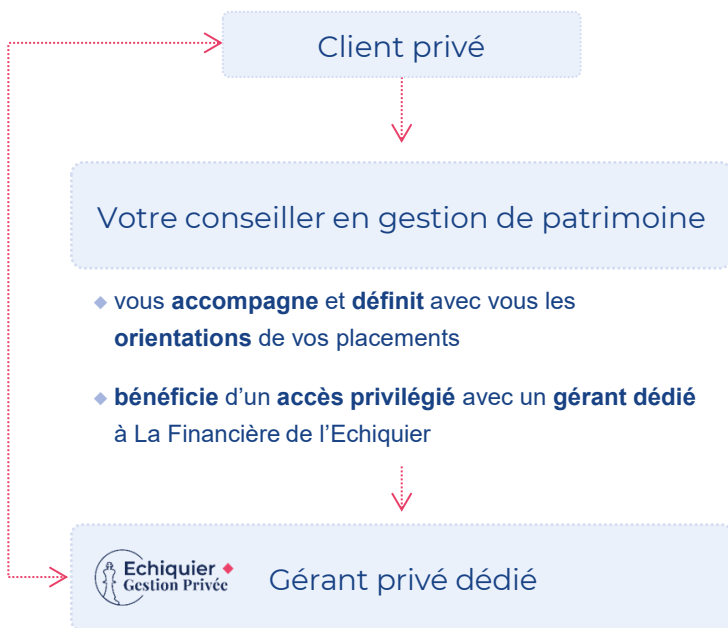 Client privé
Votre conseiller en gestion de patrimoine
vous accompagne et définit avec vous les
orientations de vos placements
bénéficie d’un accès privilégié avec un gérant dédié
à La Financière de l’Echiquier
Echiquier
Gestion Privée
Gérant privé dédié